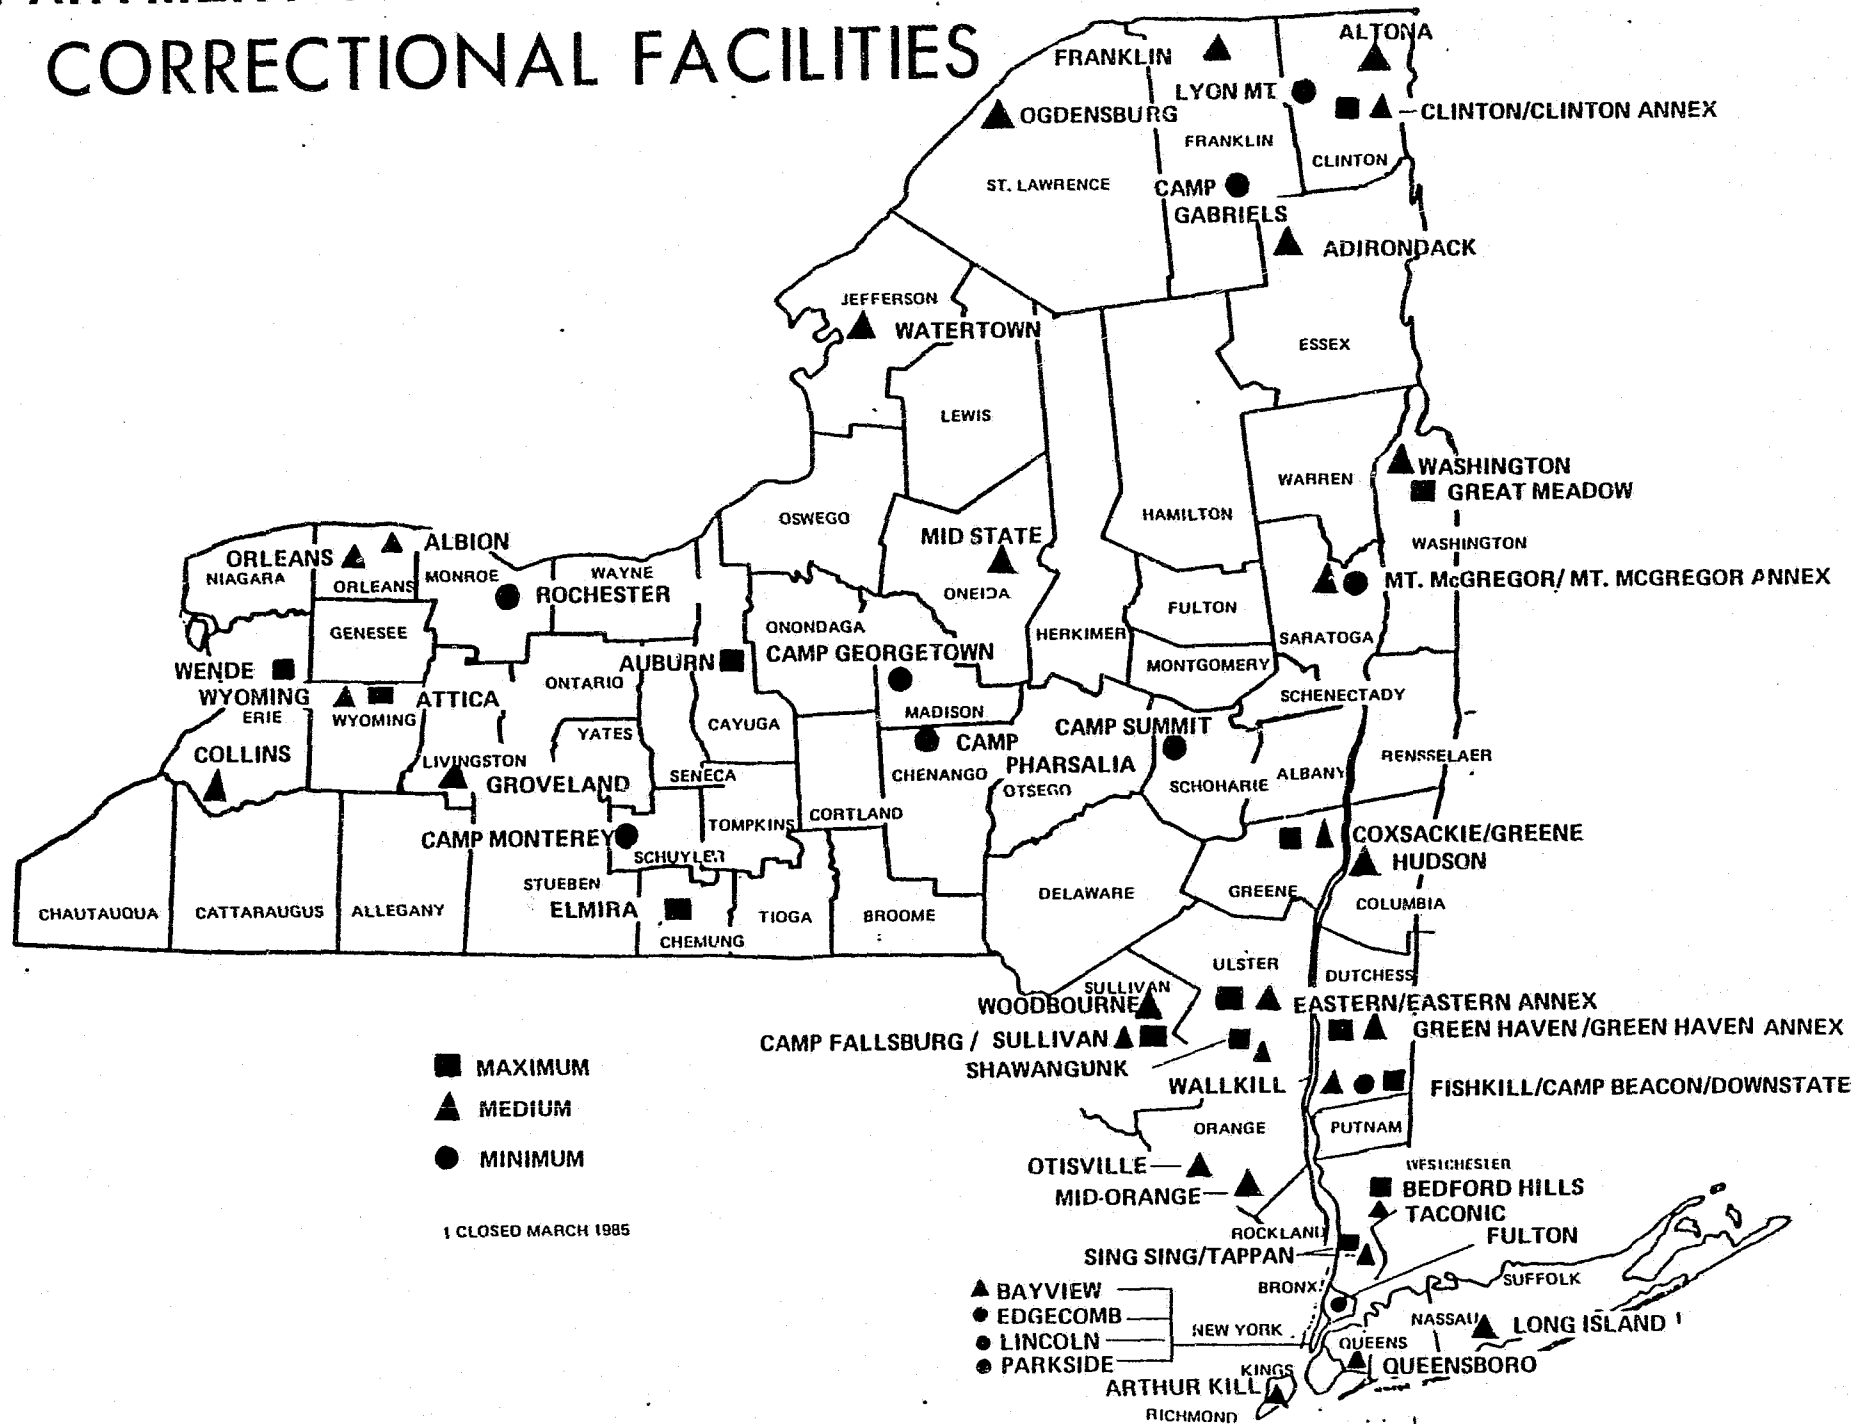 CORRECTIONAL FACILITIES
ALTONA
FRANKLIN
LYON MT.
OGDENSBURG
CLINTON/CLINTON ANNEX
FRANKLIN
CLINTON
ST. LAWRENCE
CAMP
GABRIELS
ADIRONDACK
JEFFERSON
WATERTOWN
ESSEX
LEWIS
WASHINGTON
WARREN
GREAT MEADOW
OSWEGO
HAMILTON
MID STATE
WASHINGTON
ALBION
ORLEANS
NIAGARA
ORLEANS
MONROE
WAYNE
ROCHESTER
ONEIDA
MT. McGREGOR/ MT. MCGREGOR ANNEX
FULTON
GENESEE
ONONDAGA
HERKIMER
SARATOGA
CAMP GEORGETOWN
AUBURN
MONTGOMERY
WENDE
WYOMING
ATTICA
ONTARIO
SCHENECTADY
ERIE
WYOMING
CAYUGA
MADISON
CAMP SUMMIT
YATES
CAMP
PHARSALIA
COLLINS
LIVINGSTON
RENSSELAER
GROVELAND
SENECA
CHENANGO
OTSEGO
SCHOHARIE
ALBANY
CORTLAND
TOMPKINS
CAMP MONTEREY
SCHUYLER
COXSACKIE/GREENE
HUDSON
STUEBEN
ELMIRA
DELAWARE
GREENE
COLUMBIA
CHAUTAUQUA
CATTARAUGUS
ALLEGANY
CHEMUNG
TIOGA
BROOME
ULSTER
DUTCHESS
SULLIVAN
WOODBOURNE
EASTERN/EASTERN ANNEX
GREEN HAVEN/GREEN HAVEN ANNEX
CAMP FALLSBURG / SULLIVAN
SHAWANGUNK
WALLKILL
FISHKILL/CAMP BEACON/DOWNSTATE
MAXIMUM
MEDIUM
MINIMUM
ORANGE
PUTNAM
OTISVILLE
MID-ORANGE
WESTCHESTER
BEDFORD HILLS
TACONIC
1 CLOSED MARCH 1985
ROCKLAND
FULTON
SING SING/TAPPAN
BRONX
SUFFOLK
BAYVIEW
EDGECOMB
LINCOLN
PARKSIDE
NEW YORK
NASSAU
LONG ISLAND 1
QUEENS
QUEENSBORO
KINGS
ARTHUR KILL
RICHMOND